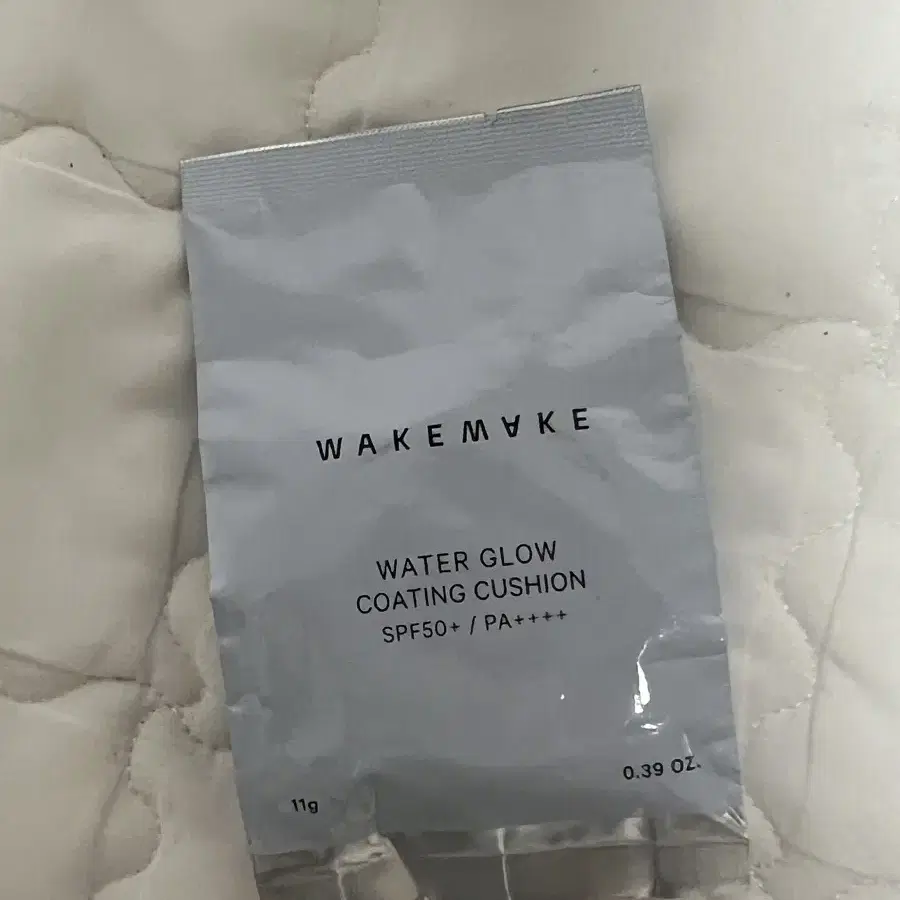 WAKEMAKE
WATER GLOW
COATING CUSHION
SPF50+ / PA++++
11g
0.39 OZ.